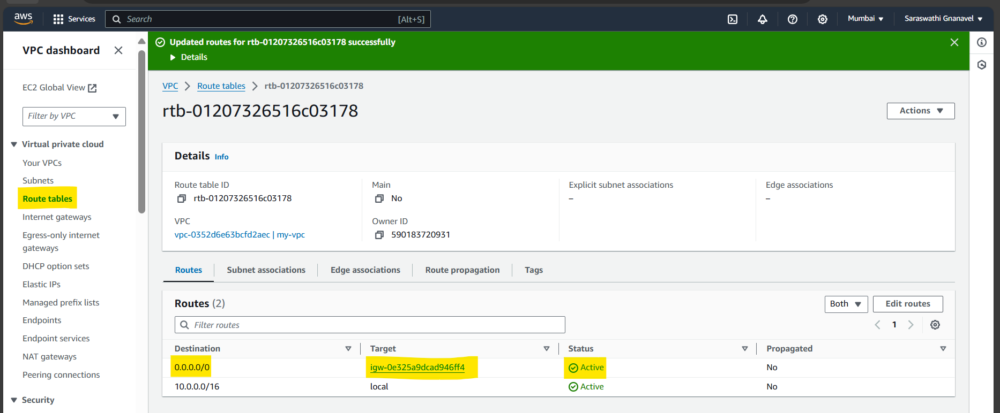 aws Services Search [Alt+S] Mumbai Saraswathi Gnanavel
VPC dashboard
EC2 Global View
Filter by VPC
Virtual private cloud
Your VPCs
Subnets
Route tables
Internet gateways
Egress-only internet
gateways
DHCP option sets
Elastic IPs
Managed prefix lists
Endpoints
Endpoint services
NAT gateways
Peering connections
Security
Updated routes for rtb-01207326516c03178 successfully
Details
VPC Route tables rtb-01207326516c03178
rtb-01207326516c03178
Actions
Details Info
Route table ID
rtb-01207326516c03178
Main
No
Explicit subnet associations
–
Edge associations
–
VPC
vpc-0352d6e63bcfd2aec | my-vpc
Owner ID
590183720931
Routes Subnet associations Edge associations Route propagation Tags
Routes (2)
Both Edit routes
Filter routes
1
Destination Target Status Propagated
0.0.0.0/0 igw-0e325a9dcad946ff4 Active No
10.0.0.0/16 local Active No